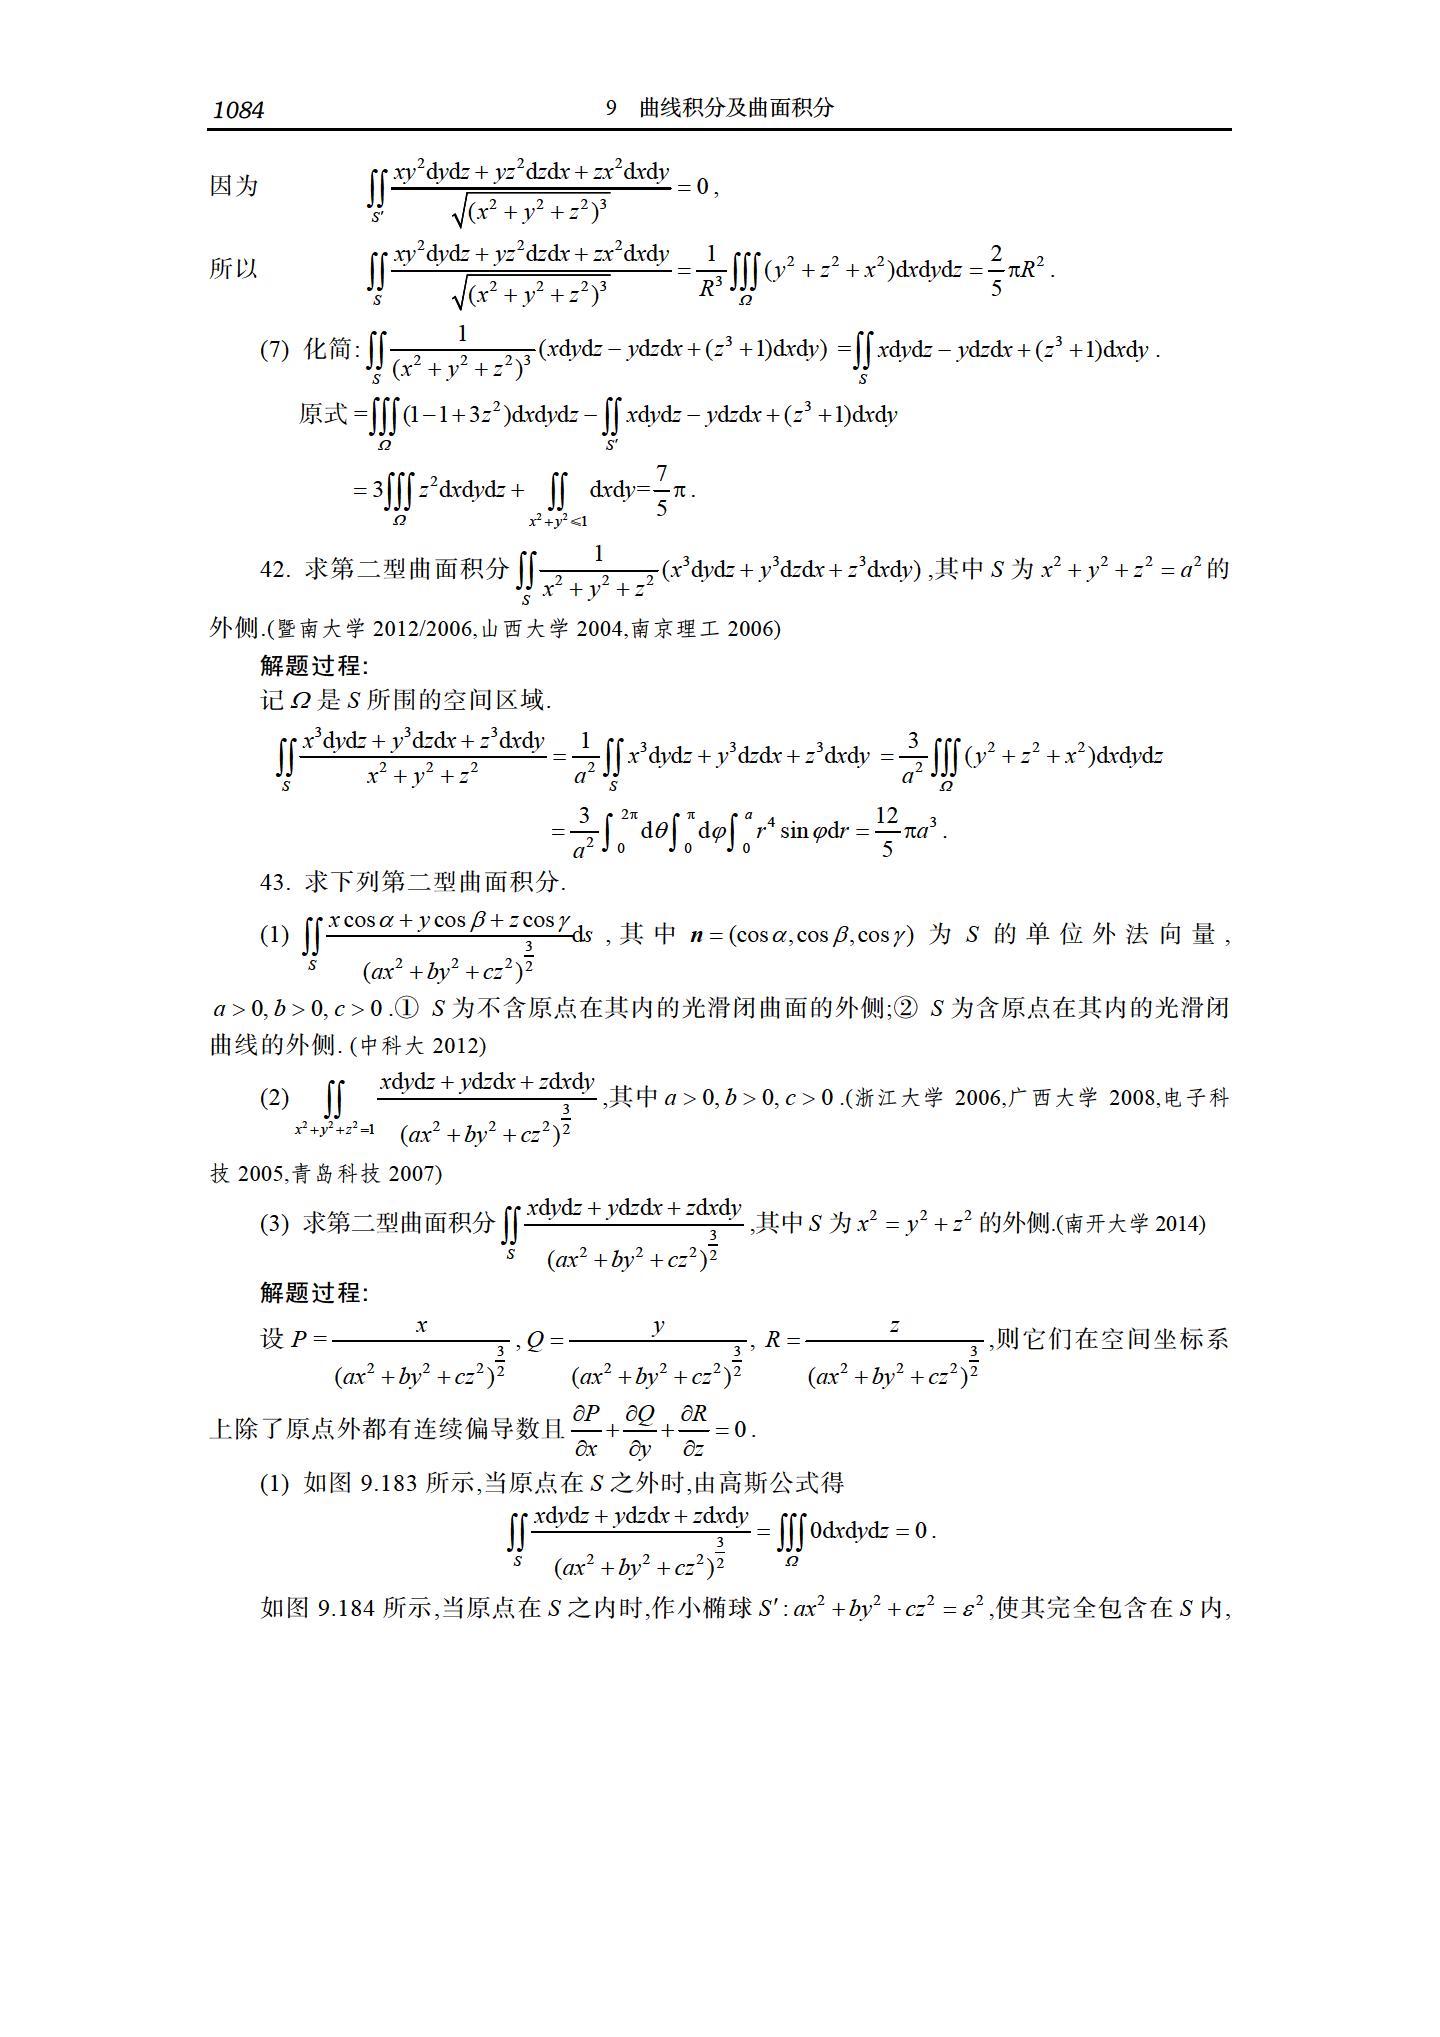 1084 9 曲线积分及曲面积分
因为 $\iint\limits_{S'}\frac{xy^2\mathrm{d}y\mathrm{d}z+yz^2\mathrm{d}z\mathrm{d}x+zx^2\mathrm{d}x\mathrm{d}y}{\sqrt{(x^2+y^2+z^2)^3}}=0$,
所以 $\iint\limits_{S}\frac{xy^2\mathrm{d}y\mathrm{d}z+yz^2\mathrm{d}z\mathrm{d}x+zx^2\mathrm{d}x\mathrm{d}y}{\sqrt{(x^2+y^2+z^2)^3}}=\frac{1}{R^3}\iiint\limits_{\Omega}(y^2+z^2+x^2)\mathrm{d}x\mathrm{d}y\mathrm{d}z=\frac{2}{5}\pi R^2$.
(7) 化简: $\iint\limits_{S}\frac{1}{(x^2+y^2+z^2)^3}(x\mathrm{d}y\mathrm{d}z-y\mathrm{d}z\mathrm{d}x+(z^3+1)\mathrm{d}x\mathrm{d}y)=\iint\limits_{S}x\mathrm{d}y\mathrm{d}z-y\mathrm{d}z\mathrm{d}x+(z^3+1)\mathrm{d}x\mathrm{d}y$.
原式 $=\iiint\limits_{\Omega}(1-1+3z^2)\mathrm{d}x\mathrm{d}y\mathrm{d}z-\iint\limits_{S'}x\mathrm{d}y\mathrm{d}z-y\mathrm{d}z\mathrm{d}x+(z^3+1)\mathrm{d}x\mathrm{d}y$
$=3\iiint\limits_{\Omega}z^2\mathrm{d}x\mathrm{d}y\mathrm{d}z+\iint\limits_{x^2+y^2\leqslant 1}\mathrm{d}x\mathrm{d}y=\frac{7}{5}\pi$.
42. 求第二型曲面积分 $\iint\limits_{S}\frac{1}{x^2+y^2+z^2}(x^3\mathrm{d}y\mathrm{d}z+y^3\mathrm{d}z\mathrm{d}x+z^3\mathrm{d}x\mathrm{d}y)$,其中 $S$ 为 $x^2+y^2+z^2=a^2$ 的
外侧.(暨南大学 2012/2006,山西大学 2004,南京理工 2006)
解题过程:
记 $\Omega$ 是 $S$ 所围的空间区域.
$\iint\limits_{S}\frac{x^3\mathrm{d}y\mathrm{d}z+y^3\mathrm{d}z\mathrm{d}x+z^3\mathrm{d}x\mathrm{d}y}{x^2+y^2+z^2}=\frac{1}{a^2}\iint\limits_{S}x^3\mathrm{d}y\mathrm{d}z+y^3\mathrm{d}z\mathrm{d}x+z^3\mathrm{d}x\mathrm{d}y=\frac{3}{a^2}\iiint\limits_{\Omega}(y^2+z^2+x^2)\mathrm{d}x\mathrm{d}y\mathrm{d}z$
$=\frac{3}{a^2}\int_0^{2\pi}\mathrm{d}\theta\int_0^{\pi}\mathrm{d}\varphi\int_0^a r^4\sin\varphi\mathrm{d}r=\frac{12}{5}\pi a^3$.
43. 求下列第二型曲面积分.
(1) $\iint\limits_{S}\frac{x\cos\alpha+y\cos\beta+z\cos\gamma}{(ax^2+by^2+cz^2)^{\frac{3}{2}}}\mathrm{d}s$ ,其中 $\boldsymbol{n}=(\cos\alpha,\cos\beta,\cos\gamma)$ 为 $S$ 的单位外法向量,
$a>0,b>0,c>0$.① $S$ 为不含原点在其内的光滑闭曲面的外侧;② $S$ 为含原点在其内的光滑闭
曲线的外侧. (中科大 2012)
(2) $\iint\limits_{x^2+y^2+z^2=1}\frac{x\mathrm{d}y\mathrm{d}z+y\mathrm{d}z\mathrm{d}x+z\mathrm{d}x\mathrm{d}y}{(ax^2+by^2+cz^2)^{\frac{3}{2}}}$,其中 $a>0,b>0,c>0$.(浙江大学 2006,广西大学 2008,电子科
技 2005,青岛科技 2007)
(3) 求第二型曲面积分 $\iint\limits_{S}\frac{x\mathrm{d}y\mathrm{d}z+y\mathrm{d}z\mathrm{d}x+z\mathrm{d}x\mathrm{d}y}{(ax^2+by^2+cz^2)^{\frac{3}{2}}}$,其中 $S$ 为 $x^2=y^2+z^2$ 的外侧.(南开大学 2014)
解题过程:
设 $P=\frac{x}{(ax^2+by^2+cz^2)^{\frac{3}{2}}},Q=\frac{y}{(ax^2+by^2+cz^2)^{\frac{3}{2}}},R=\frac{z}{(ax^2+by^2+cz^2)^{\frac{3}{2}}}$,则它们在空间坐标系
上除了原点外都有连续偏导数且 $\frac{\partial P}{\partial x}+\frac{\partial Q}{\partial y}+\frac{\partial R}{\partial z}=0$.
(1) 如图 9.183 所示,当原点在 $S$ 之外时,由高斯公式得
$\iint\limits_{S}\frac{x\mathrm{d}y\mathrm{d}z+y\mathrm{d}z\mathrm{d}x+z\mathrm{d}x\mathrm{d}y}{(ax^2+by^2+cz^2)^{\frac{3}{2}}}=\iiint\limits_{\Omega}0\mathrm{d}x\mathrm{d}y\mathrm{d}z=0$.
如图 9.184 所示,当原点在 $S$ 之内时,作小椭球 $S':ax^2+by^2+cz^2=\varepsilon^2$,使其完全包含在 $S$ 内,